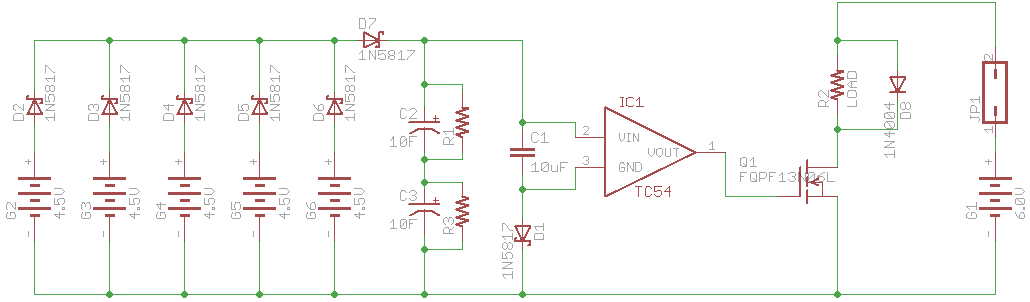 D7
1N5817
D2
1N5817
D3
1N5817
D4
1N5817
D5
1N5817
D6
1N5817
+
G2
4.5V
-
+
G3
4.5V
-
+
G4
4.5V
-
+
G5
4.5V
-
+
G6
4.5V
-
C2
+
10F
R1
C3
+
10F
R3
C1
10uF
1N5817
D1
IC1
2
VIN
3
GND
VOUT
1
TC54
Q1
FQPF13N06L
R2
LOAD
1N4004
D8
2
JP1
1
+
G1
6.0V
-